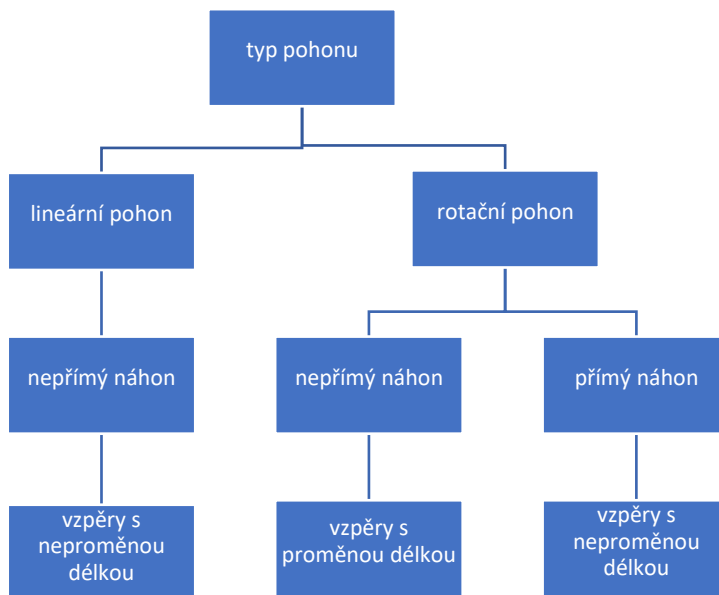 typ pohonu
lineární pohon
rotační pohon
nepřímý náhon
nepřímý náhon
přímý náhon
vzpěry s
neproměnou
délkou
vzpěry s
proměnou délkou
vzpěry s
neproměnou
délkou